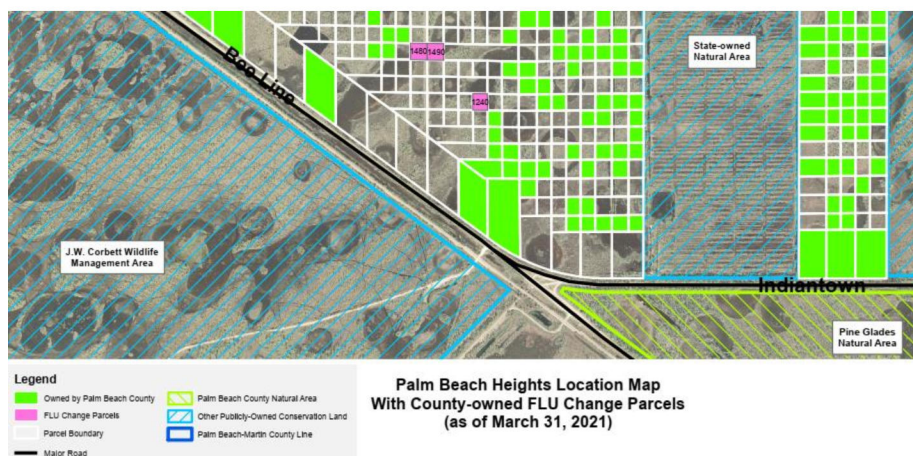 State-owned
Natural Area
1480 1490
1240
Bee Line
J.W. Corbett Wildlife
Management Area
Indiantown
Pine Glades
Natural Area
Legend
Owned by Palm Beach County
FLU Change Parcels
Parcel Boundary
Major Road
Palm Beach County Natural Area
Other Publicly-Owned Conservation Land
Palm Beach-Martin County Line
Palm Beach Heights Location Map
With County-owned FLU Change Parcels
(as of March 31, 2021)